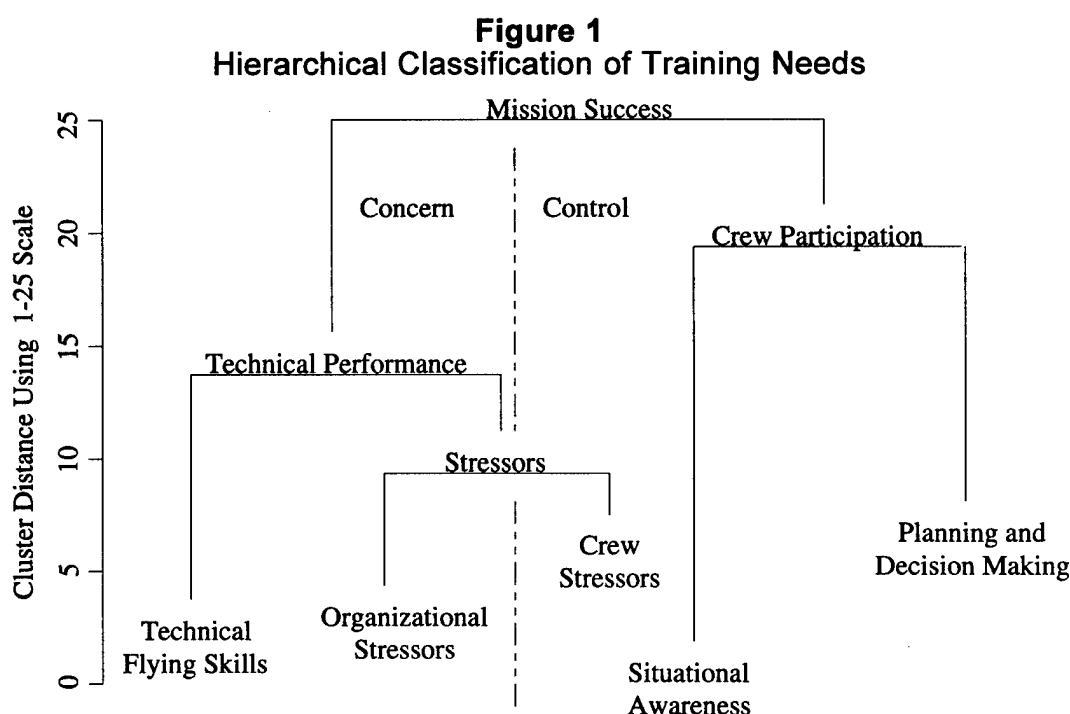 Figure 1
Hierarchical Classification of Training Needs
Mission Success
25
Concern
Control
20
Crew Participation
Cluster Distance Using 1-25 Scale
15
Technical Performance
10
Stressors
Planning and
Decision Making
Crew
Stressors
5
Organizational
Stressors
Technical
Flying Skills
Situational
Awareness
0